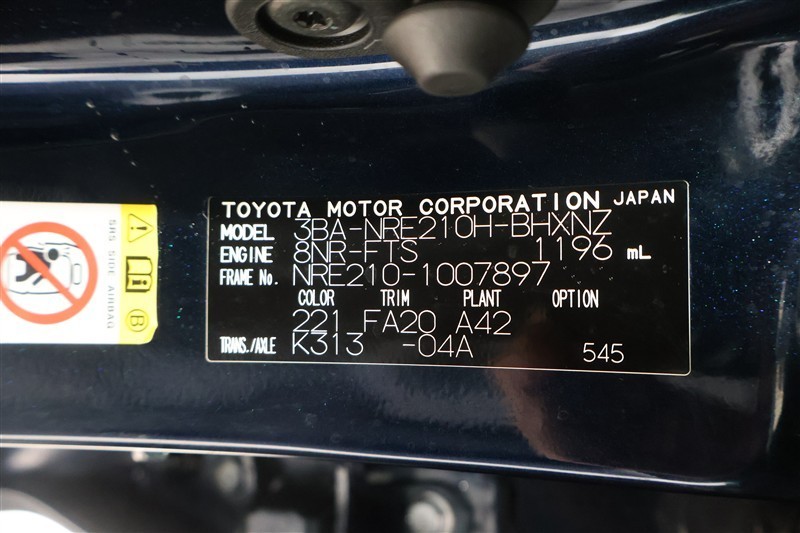 TOYOTA MOTOR CORPORATION JAPAN
MODEL 3BA-NRE210H-BHXNZ
ENGINE 8NR-FTS 1196 mL
FRAME No. NRE210-1007897
COLOR TRIM PLANT OPTION
221 FA20 A42
TRANS./AXLE K313 -04A 545
SRS SIDE AIRBAG
B